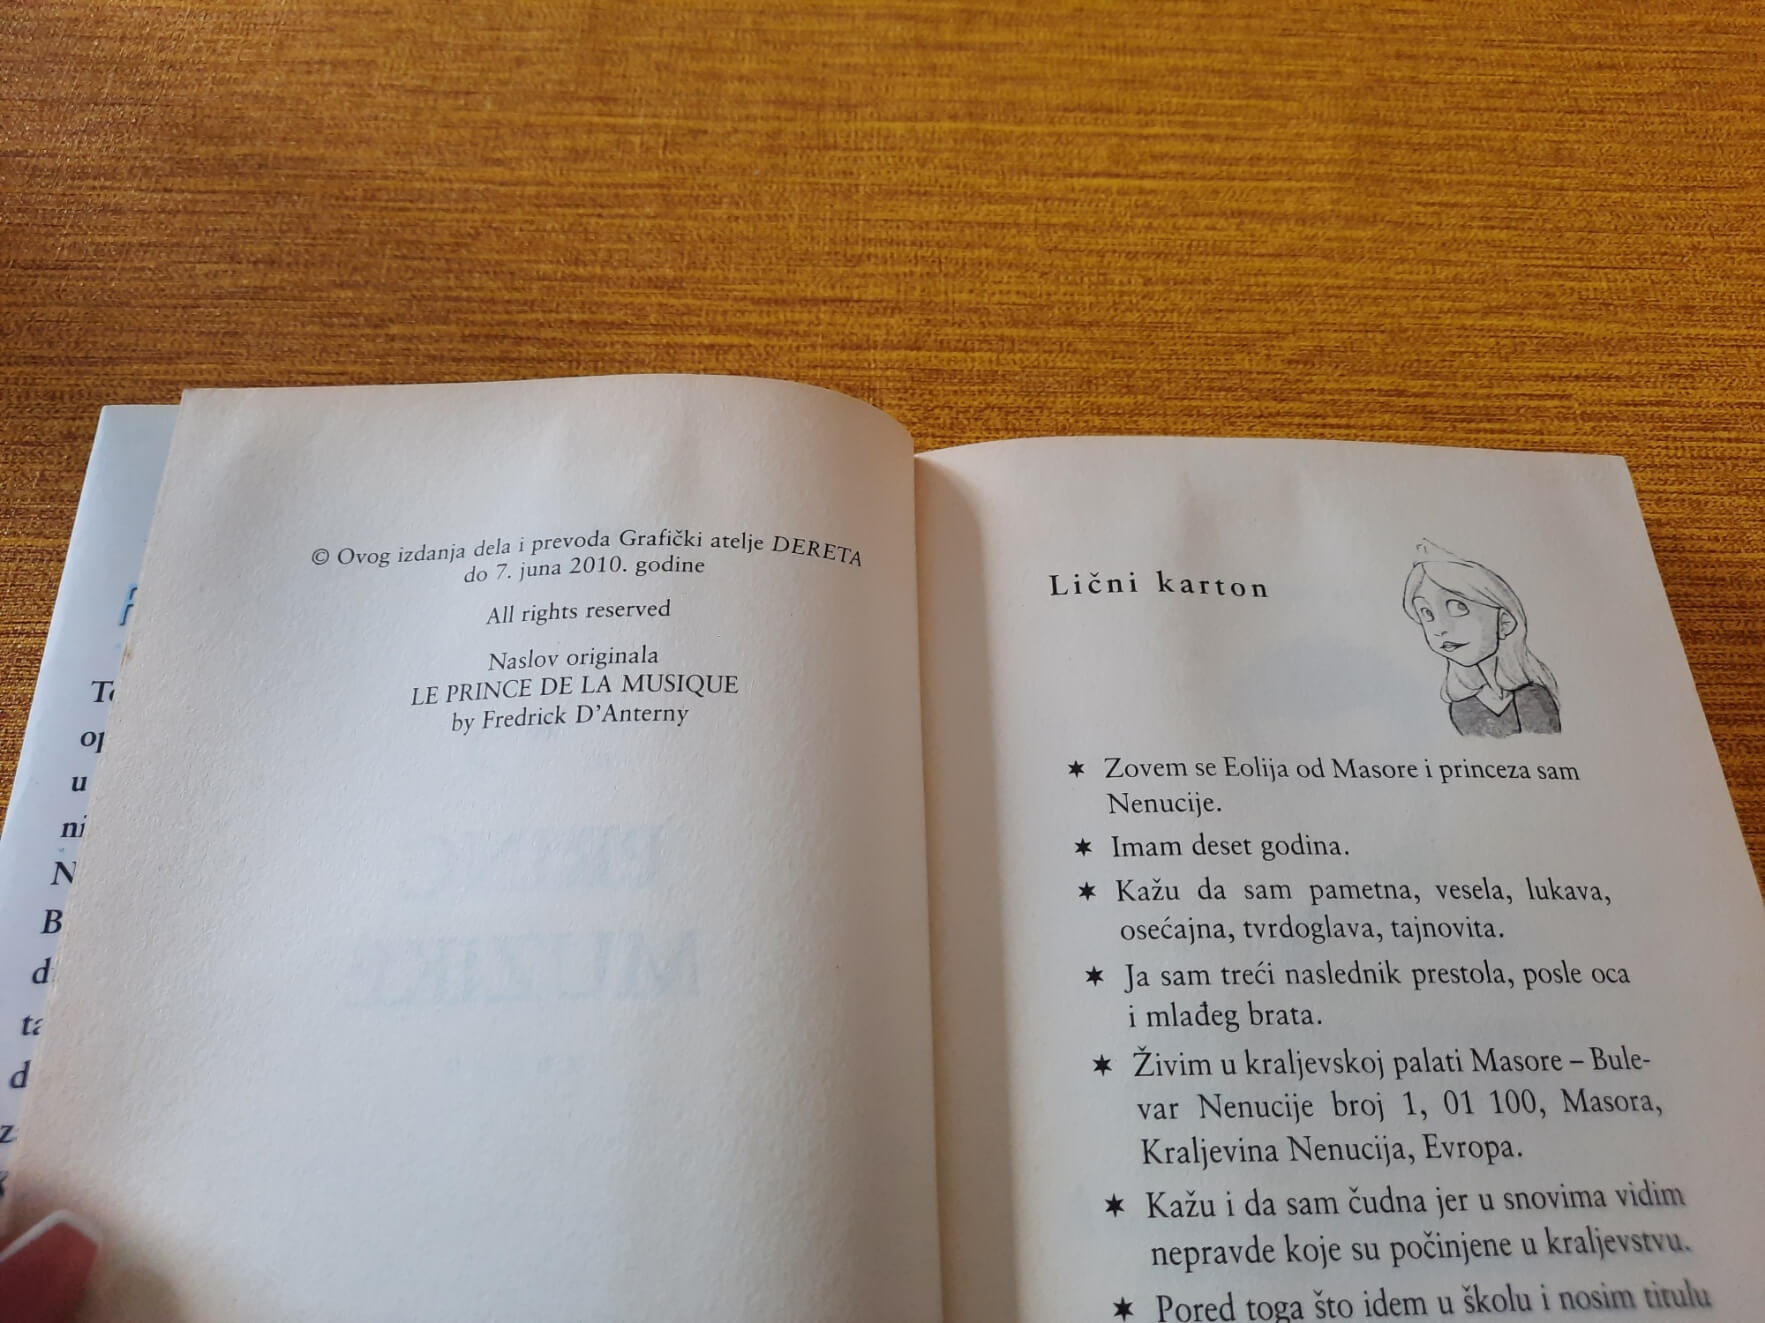 © Ovog izdanja dela i prevoda Grafički atelje DERETA
do 7. juna 2010. godine
All rights reserved
Naslov originala
LE PRINCE DE LA MUSIQUE
by Fredrick D'Anterny
Lični karton
✶ Zovem se Eolija od Masore i princeza sam
Nenucije.
✶ Imam deset godina.
✶ Kažu da sam pametna, vesela, lukava,
osećajna, tvrdoglava, tajnovita.
✶ Ja sam treći naslednik prestola, posle oca
i mlađeg brata.
✶ Živim u kraljevskoj palati Masore – Bule-
var Nenucije broj 1, 01 100, Masora,
Kraljevina Nenucija, Evropa.
✶ Kažu i da sam čudna jer u snovima vidim
nepravde koje su počinjene u kraljevstvu.
✶ Pored toga što idem u školu i nosim titulu